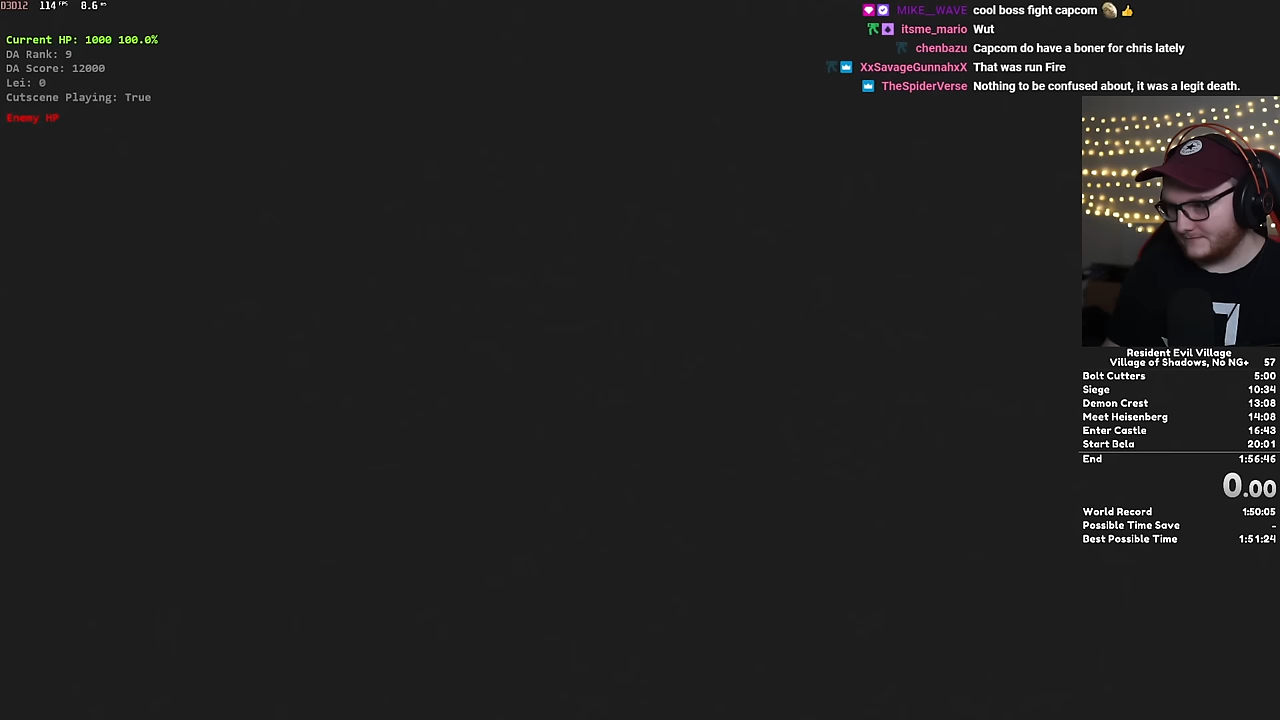 D3D12 114 FPS 8.6 ms
Current HP: 1000 100.0%
DA Rank: 9
DA Score: 12000
Lei: 0
Cutscene Playing: True
Enemy HP
MIKE__WAVE cool boss fight capcom
itsme_mario Wut
chenbazu Capcom do have a boner for chris lately
XxSavageGunnahxX That was run Fire
TheSpiderVerse Nothing to be confused about, it was a legit death.
7
Resident Evil Village
Village of Shadows, No NG+ 57
Bolt Cutters 5:00
Siege 10:34
Demon Crest 13:08
Meet Heisenberg 14:08
Enter Castle 16:43
Start Bela 20:01
End 1:56:46
0.00
World Record 1:50:05
Possible Time Save -
Best Possible Time 1:51:24